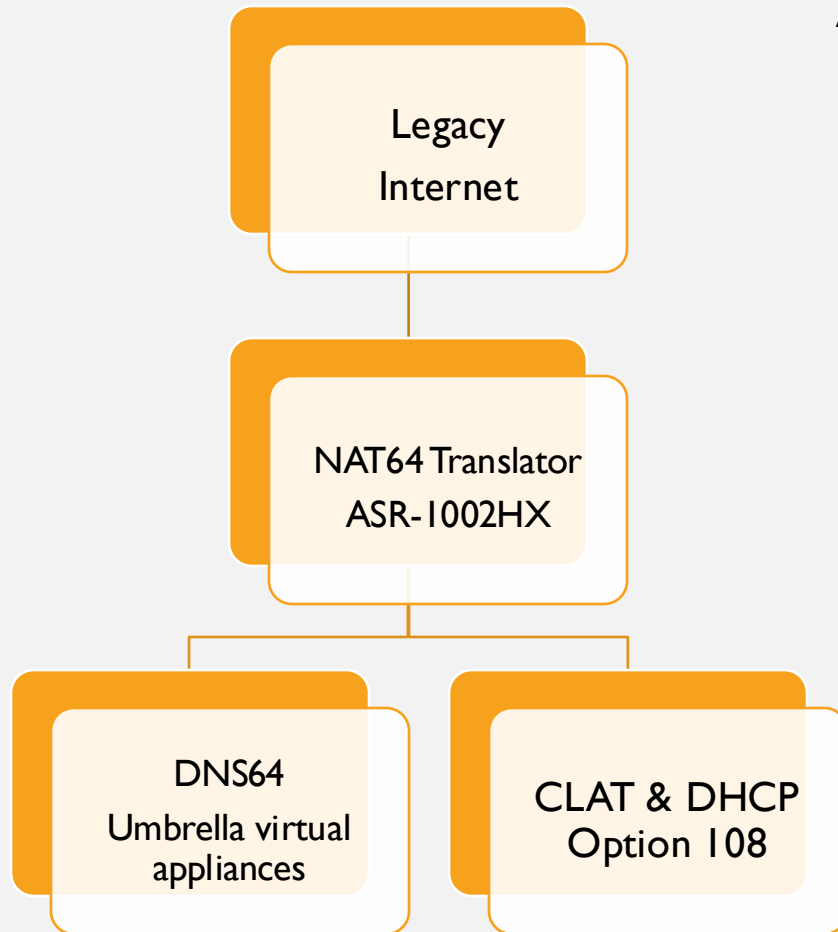 Legacy
Internet
NAT64 Translator
ASR-1002HX
DNS64
Umbrella virtual
appliances
CLAT & DHCP
Option 108